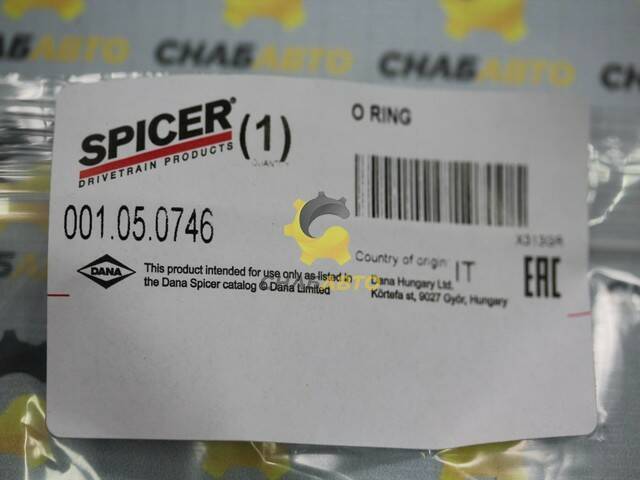 СНАБАВТО
СНАБАВТО
SPICER®
DRIVETRAIN PRODUCTS
(1)
QUANTITY
O RING
001.05.0746
Country of origin IT
DANA
This product intended for use only as listed in
the Dana Spicer catalog © Dana Limited
Dana Hungary Ltd.
Körtefa st, 9027 Győr, Hungary
EAC